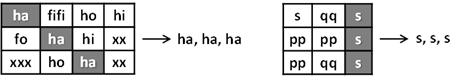 ha fifi ho hi s qq s
fo ha hi xx → ha, ha, ha pp pp s → s, s, s
xxx ho ha xx pp qq s